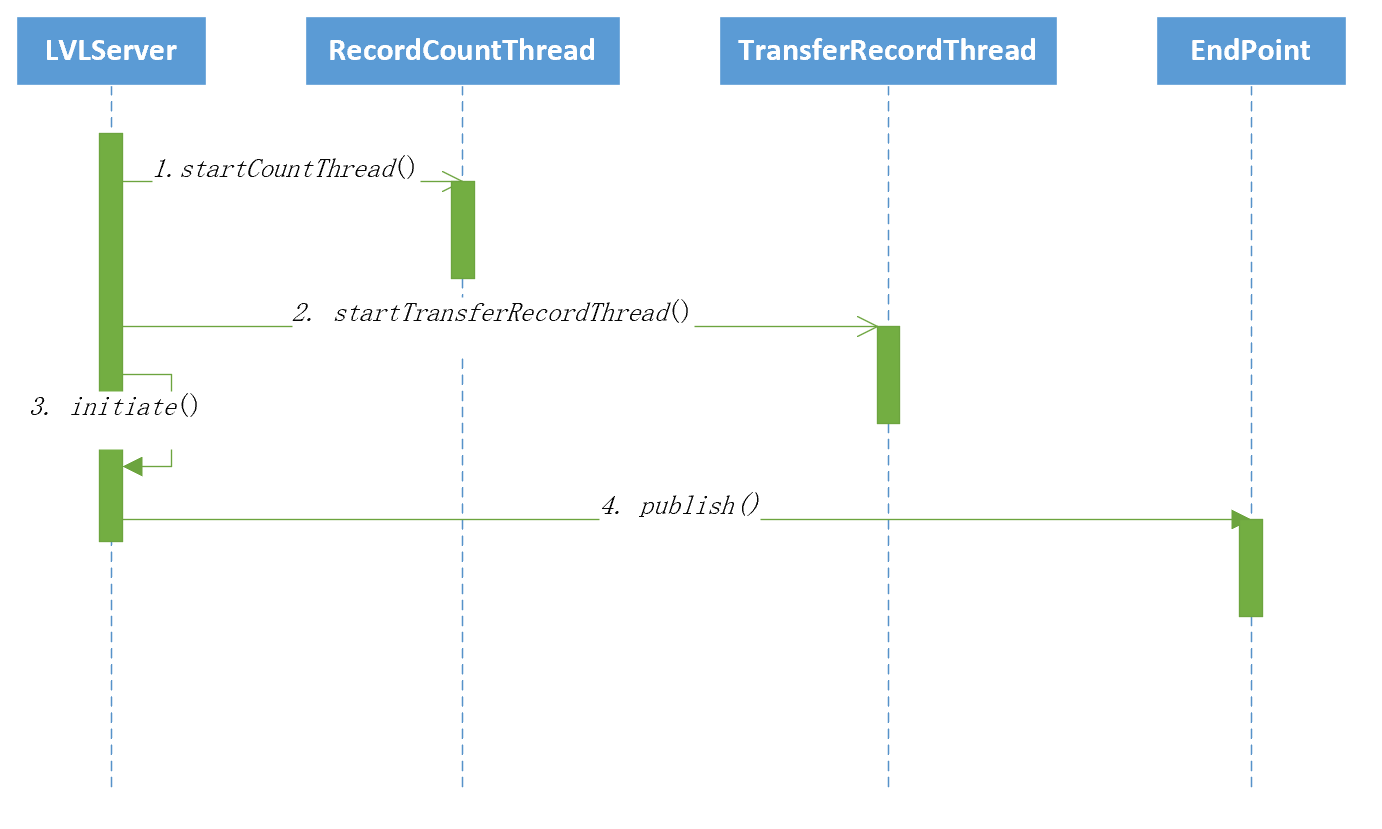 LVLServer
RecordCountThread
TransferRecordThread
EndPoint
1.startCountThread()
2. startTransferRecordThread()
3. initiate()
4. publish()